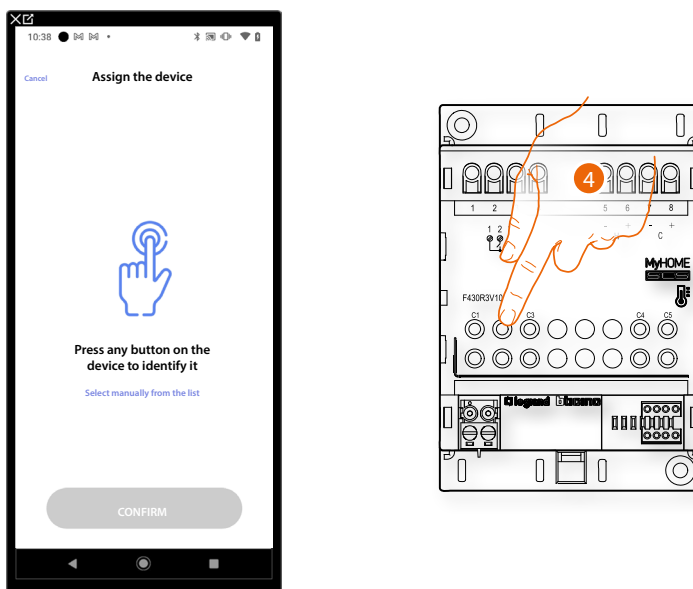 10:38
Cancel
Assign the device
Press any button on the
device to identify it
Select manually from the list
CONFIRM
4
1 2
5 6 7 8
1 2
- + - +
C
MyHOME
SCS
F430R3V10
C1 C3 C4 C5
legrand bticino